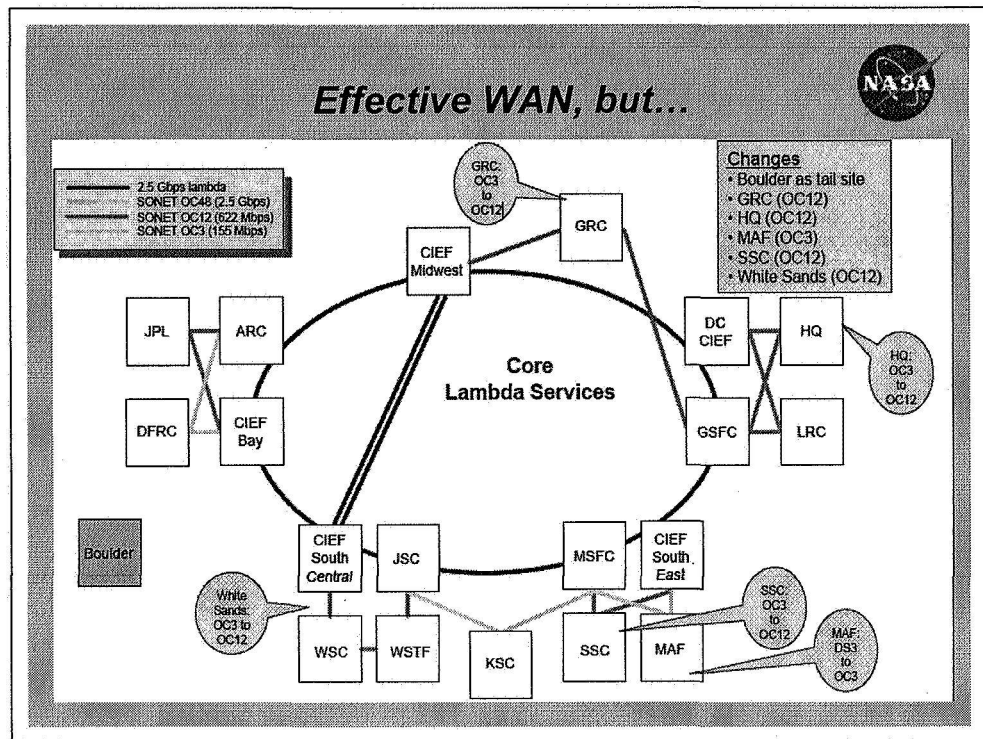 NASA
Effective WAN, but…
2.5 Gbps lambda
SONET OC48 (2.5 Gbps)
SONET OC12 (622 Mbps)
SONET OC3 (155 Mbps)
GRC:
OC3
to
OC12
Changes
• Boulder as tail site
• GRC (OC12)
• HQ (OC12)
• MAF (OC3)
• SSC (OC12)
• White Sands (OC12)
GRC
CIEF
Midwest
JPL
ARC
DC
CIEF
HQ
HQ:
OC3
to
OC12
Core
Lambda Services
DFRC
CIEF
Bay
GSFC
LRC
Boulder
CIEF
South
Central
JSC
MSFC
CIEF
South
East
White
Sands:
OC3 to
OC12
SSC:
OC3
to
OC12
WSC
WSTF
KSC
SSC
MAF
MAF:
DS3
to
OC3